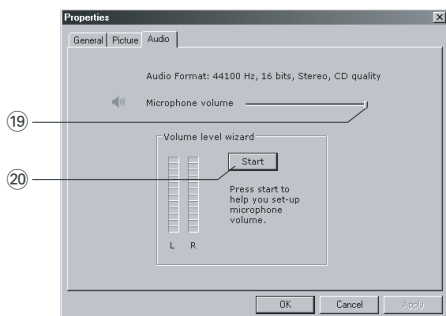 Properties
General Picture Audio
Audio Format: 44100 Hz, 16 bits, Stereo, CD quality
Microphone volume
19
Volume level wizard
Start
20
Press start to
help you set-up
microphone
volume.
L R
OK Cancel Apply